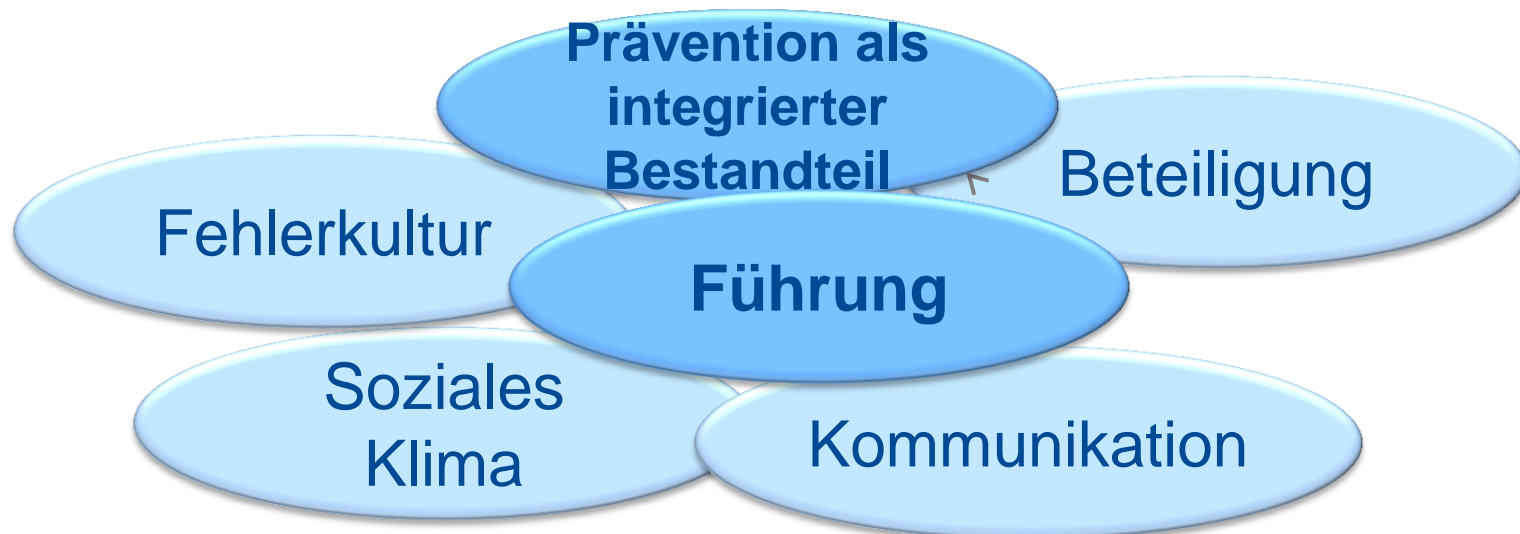 Prävention als
integrierter
Bestandteil
Beteiligung
Fehlerkultur
Führung
Soziales
Klima
Kommunikation